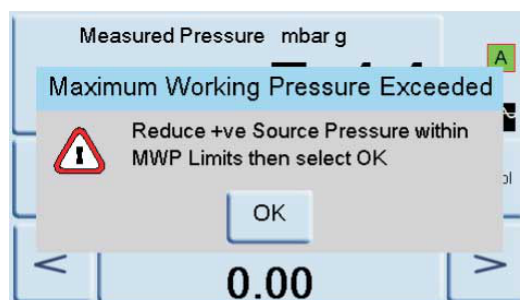 Measured Pressure mbar g
A
Maximum Working Pressure Exceeded
Reduce +ve Source Pressure within
MWP Limits then select OK
OK
<
0.00
>